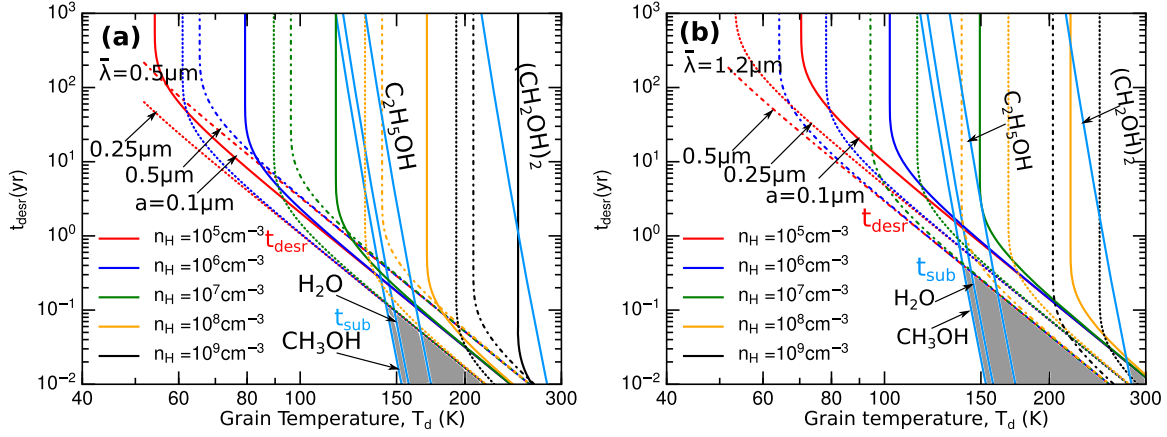 (a)
λ̄=0.5μm
0.25μm
0.5μm
a=0.1μm
C₂H₅OH
(CH₂OH)₂
t_desr
n_H =10⁵cm⁻³
n_H =10⁶cm⁻³
n_H =10⁷cm⁻³
n_H =10⁸cm⁻³
n_H =10⁹cm⁻³
H₂O
t_sub
CH₃OH
t_desr(yr)
10³
10²
10¹
10⁰
10⁻¹
10⁻²
40
60
80
100
150
200
300
Grain Temperature, T_d (K)
(b)
λ̄=1.2μm
0.5μm
0.25μm
a=0.1μm
C₂H₅OH
(CH₂OH)₂
t_desr
n_H =10⁵cm⁻³
n_H =10⁶cm⁻³
n_H =10⁷cm⁻³
n_H =10⁸cm⁻³
n_H =10⁹cm⁻³
t_sub
H₂O
CH₃OH
t_desr(yr)
10³
10²
10¹
10⁰
10⁻¹
10⁻²
40
60
80
100
150
200
300
Grain temperature, T_d (K)